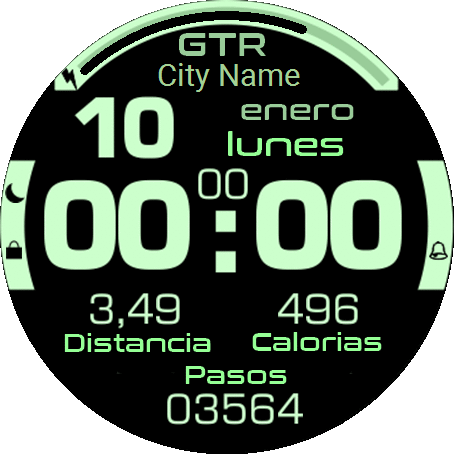 GTR
City Name
10 enero
lunes
00
00:00
3,49 496
Distancia Calorias
Pasos
03564